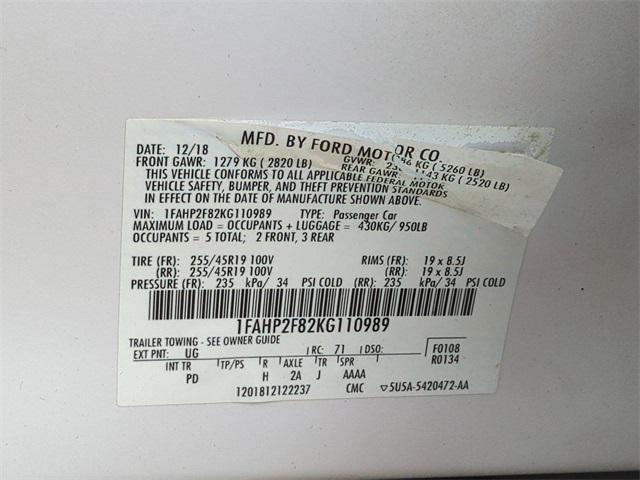 MFD. BY FORD MOTOR CO.
DATE: 12/18 GVWR: KG ( 5260 LB)
FRONT GAWR: 1279 KG ( 2820 LB) REAR GAWR: 1143 KG ( 2520 LB)
THIS VEHICLE CONFORMS TO ALL APPLICABLE FEDERAL MOTOR
VEHICLE SAFETY, BUMPER, AND THEFT PREVENTION STANDARDS
IN EFFECT ON THE DATE OF MANUFACTURE SHOWN ABOVE.
VIN: 1FAHP2F82KG110989 TYPE: Passenger Car
MAXIMUM LOAD = OCCUPANTS + LUGGAGE = 430KG/ 950LB
OCCUPANTS = 5 TOTAL; 2 FRONT, 3 REAR
TIRE (FR): 255/45R19 100V RIMS (FR): 19 x 8.5J
(RR): 255/45R19 100V (RR): 19 x 8.5J
PRESSURE (FR): 235 kPa/ 34 PSI COLD (RR): 235 kPa/ 34 PSI COLD
1FAHP2F82KG110989
TRAILER TOWING - SEE OWNER GUIDE
EXT PNT: UG RC: 71 DSO: F0108
INT TR TP/PS R AXLE TR SPR R0134
PD H 2A J AAAA
1201812122237 CMC ▽5U5A-5420472-AA